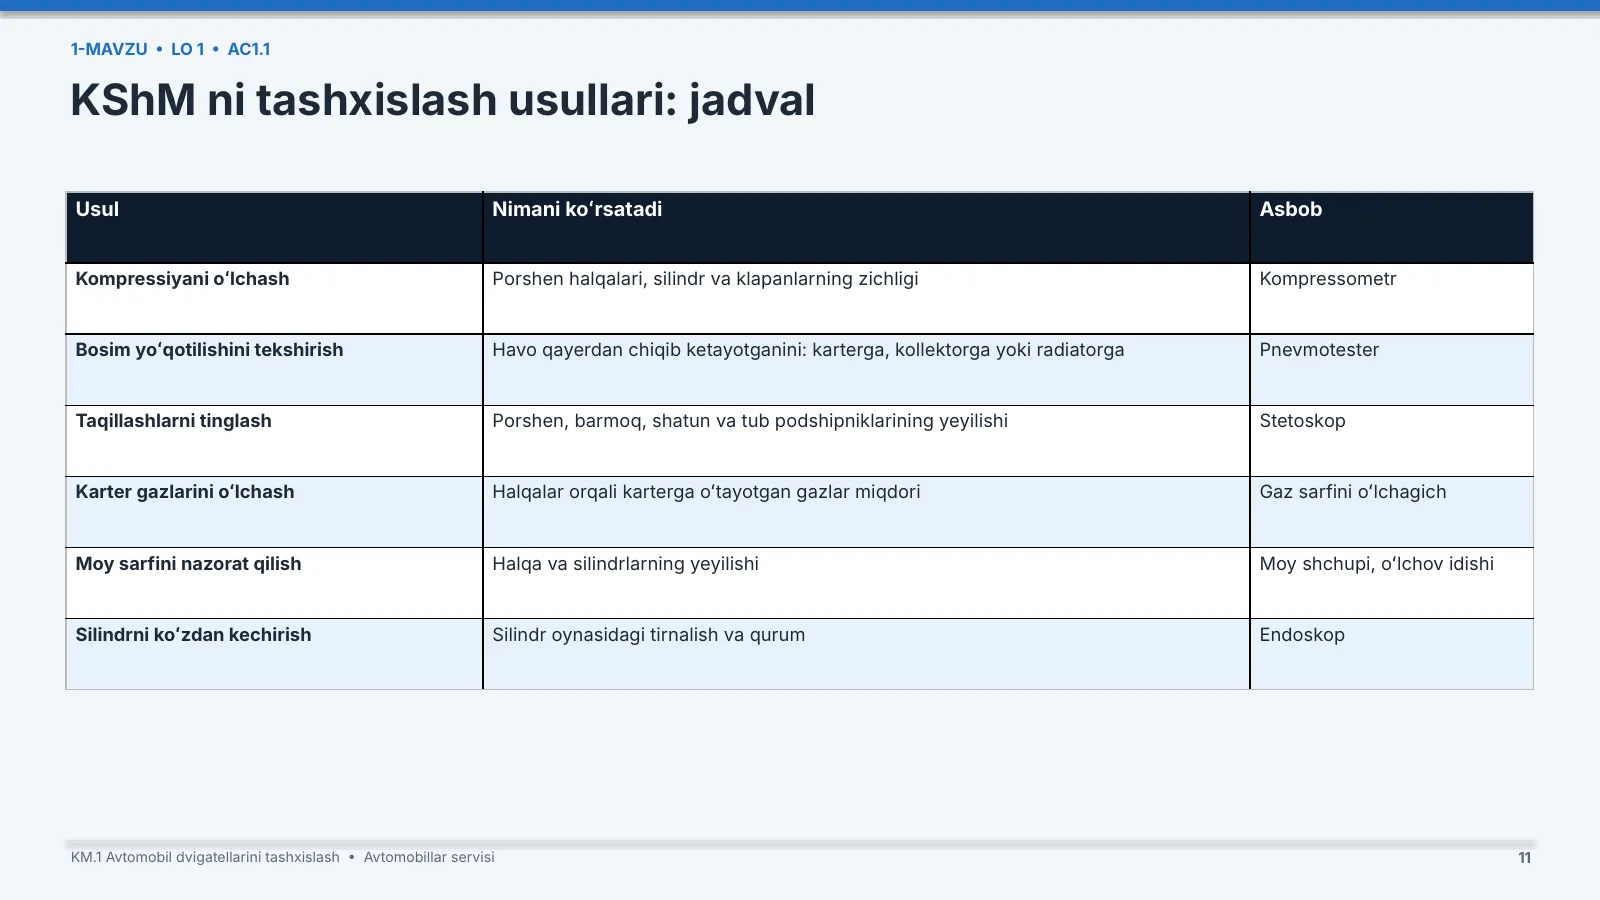 1-MAVZU • LO 1 • AC1.1
KShM ni tashxislash usullari: jadval
Usul Nimani koʻrsatadi Asbob
Kompressiyani oʻlchash Porshen halqalari, silindr va klapanlarning zichligi Kompressometr
Bosim yoʻqotilishini tekshirish Havo qayerdan chiqib ketayotganini: karterga, kollektorga yoki radiatorga Pnevmotester
Taqillashlarni tinglash Porshen, barmoq, shatun va tub podshipniklarining yeyilishi Stetoskop
Karter gazlarini oʻlchash Halqalar orqali karterga oʻtayotgan gazlar miqdori Gaz sarfini oʻlchagich
Moy sarfini nazorat qilish Halqa va silindrlarning yeyilishi Moy shchupi, oʻlchov idishi
Silindrni koʻzdan kechirish Silindr oynasidagi tirnalish va qurum Endoskop
KM.1 Avtomobil dvigatellarini tashxislash • Avtomobillar servisi 11